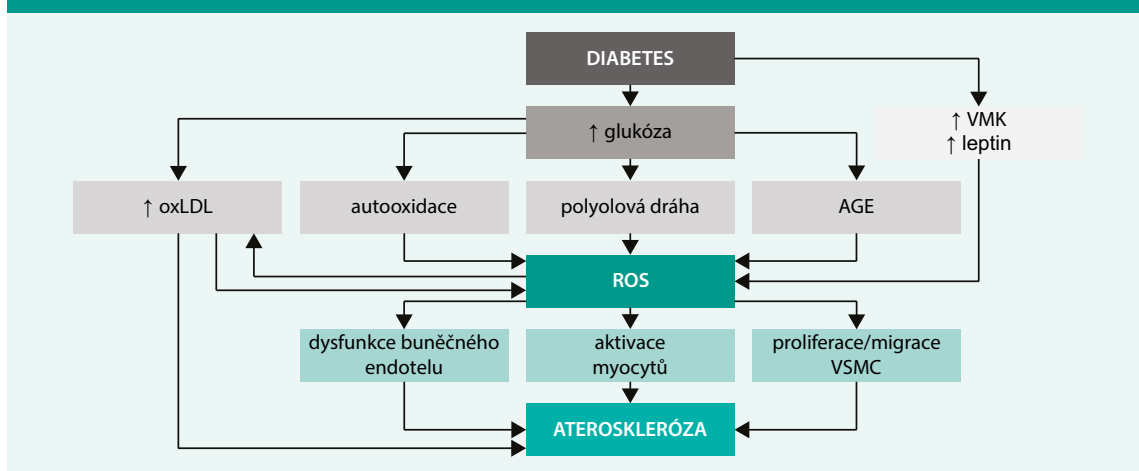 DIABETES
↑ glukóza
↑ VMK
↑ leptin
↑ oxLDL
autooxidace
polyolová dráha
AGE
ROS
dysfunkce buněčného
endotelu
aktivace
myocytů
proliferace/migrace
VSMC
ATEROSKLERÓZA